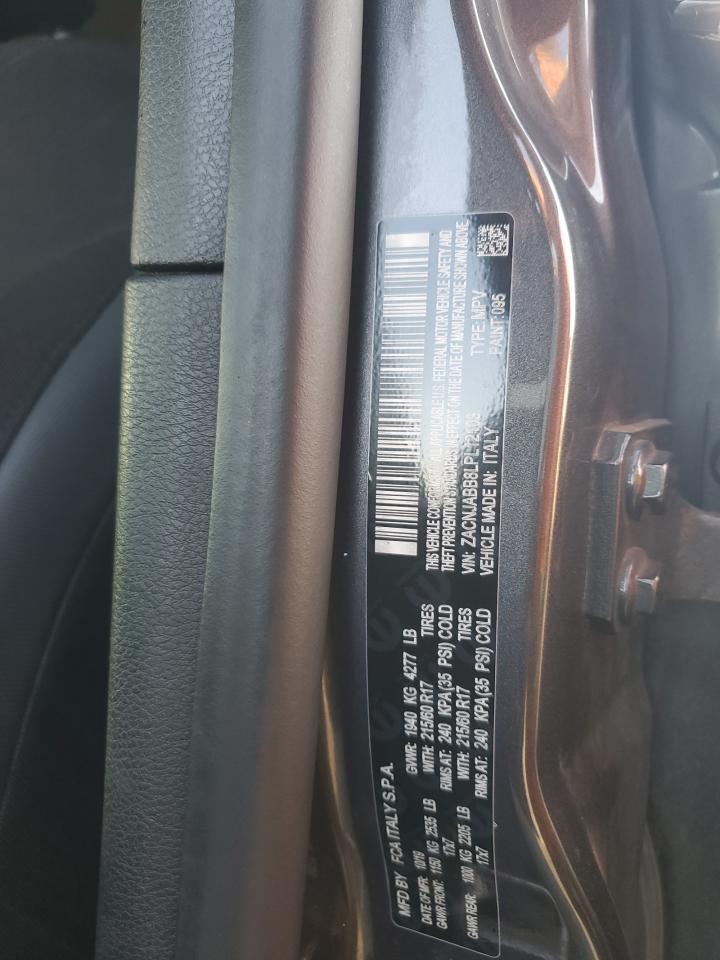 MFD BY FCA ITALY S.P.A.
DATE OF MFR: 1019 GVWR: 1940 KG 4277 LB
GAWR FRONT: 1150 KG 2535 LB WITH: 215/60 R17 TIRES
17x7 RIMS AT: 240 KPA(35 PSI) COLD
GAWR REAR: 1000 KG 2205 LB WITH: 215/60 R17 TIRES
17x7 RIMS AT: 240 KPA(35 PSI) COLD
THIS VEHICLE CONFORMS TO ALL APPLICABLE U.S. FEDERAL MOTOR VEHICLE SAFETY AND
THEFT PREVENTION STANDARDS IN EFFECT ON THE DATE OF MANUFACTURE SHOWN ABOVE.
VIN: TYPE: MPV
VEHICLE MADE IN: ITALY PAINT: 095